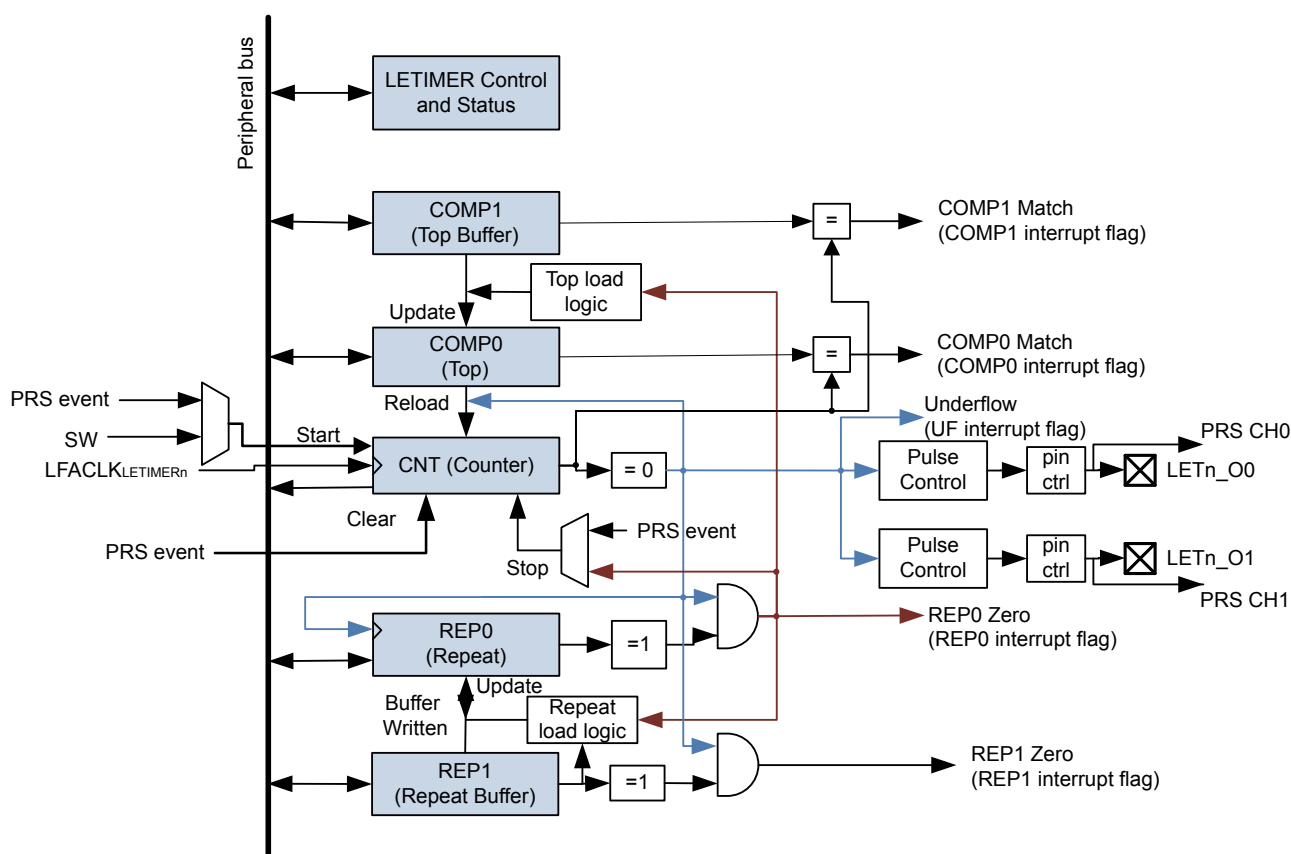 Peripheral bus
LETIMER Control
and Status
COMP1
(Top Buffer)
=
COMP1 Match
(COMP1 interrupt flag)
Top load
logic
Update
COMP0
(Top)
=
COMP0 Match
(COMP0 interrupt flag)
PRS event
SW
LFACLKLETIMERn
Start
Reload
CNT (Counter)
= 0
Underflow
(UF interrupt flag)
Pulse
Control
pin
ctrl
PRS CH0
LETn_O0
Clear
PRS event
Stop
PRS event
Pulse
Control
pin
ctrl
LETn_O1
PRS CH1
REP0
(Repeat)
=1
REP0 Zero
(REP0 interrupt flag)
Update
Buffer
Written
Repeat
load logic
REP1
(Repeat Buffer)
=1
REP1 Zero
(REP1 interrupt flag)